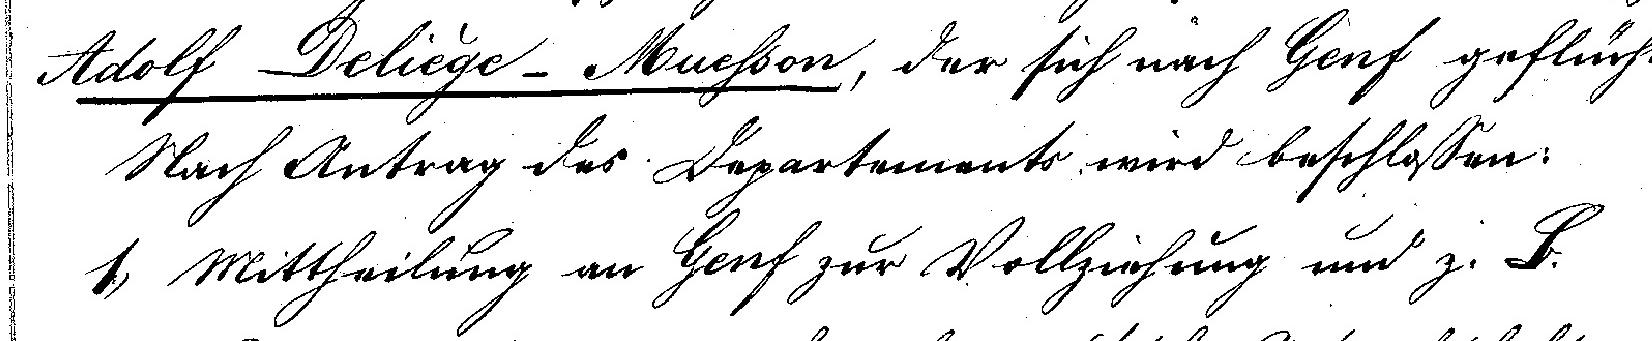 Adolf Deliège-Muesson, der sich nach Genf geflüch
Nach Antrag des Departements wird beschlossen:
1, Mittheilung an Genf zur Vollziehung und z. B.